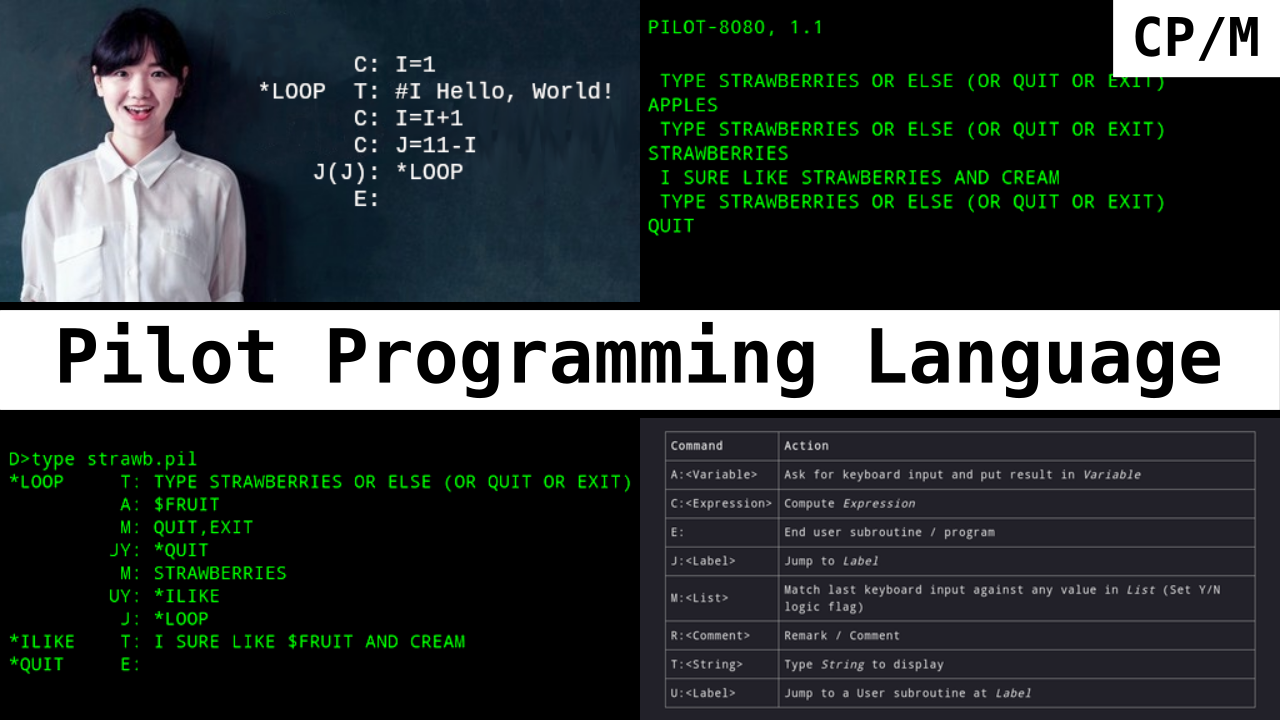 C: I=1
*LOOP T: #I Hello, World!
C: I=I+1
C: J=11-I
J(J): *LOOP
E:
PILOT-8080, 1.1
CP/M
TYPE STRAWBERRIES OR ELSE (OR QUIT OR EXIT)
APPLES
TYPE STRAWBERRIES OR ELSE (OR QUIT OR EXIT)
STRAWBERRIES
I SURE LIKE STRAWBERRIES AND CREAM
TYPE STRAWBERRIES OR ELSE (OR QUIT OR EXIT)
QUIT
Pilot Programming Language
D>type strawb.pil
*LOOP T: TYPE STRAWBERRIES OR ELSE (OR QUIT OR EXIT)
A: $FRUIT
M: QUIT,EXIT
JY: *QUIT
M: STRAWBERRIES
UY: *ILIKE
J: *LOOP
*ILIKE T: I SURE LIKE $FRUIT AND CREAM
*QUIT E:
Command Action
A:<Variable> Ask for keyboard input and put result in Variable
C:<Expression> Compute Expression
E: End user subroutine / program
J:<Label> Jump to Label
M:<List> Match last keyboard input against any value in List (Set Y/N
logic flag)
R:<Comment> Remark / Comment
T:<String> Type String to display
U:<Label> Jump to a User subroutine at Label